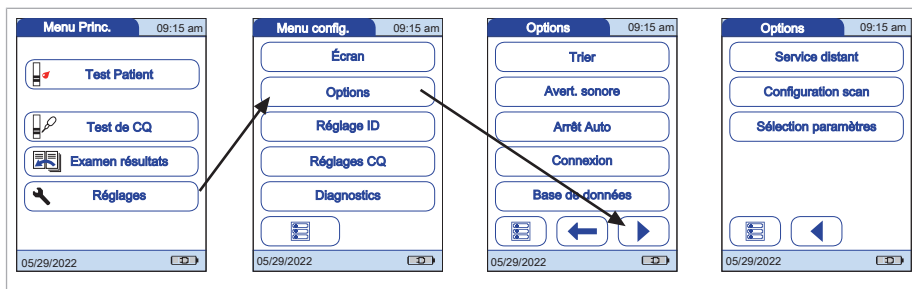 Menu Princ. 09:15 am
Test Patient
Test de CQ
Examen résultats
Réglages
05/29/2022
Menu config. 09:15 am
Écran
Options
Réglage ID
Réglages CQ
Diagnostics
05/29/2022
Options 09:15 am
Trier
Avert. sonore
Arrêt Auto
Connexion
Base de données
05/29/2022
Options 09:15 am
Service distant
Configuration scan
Sélection paramètres
05/29/2022